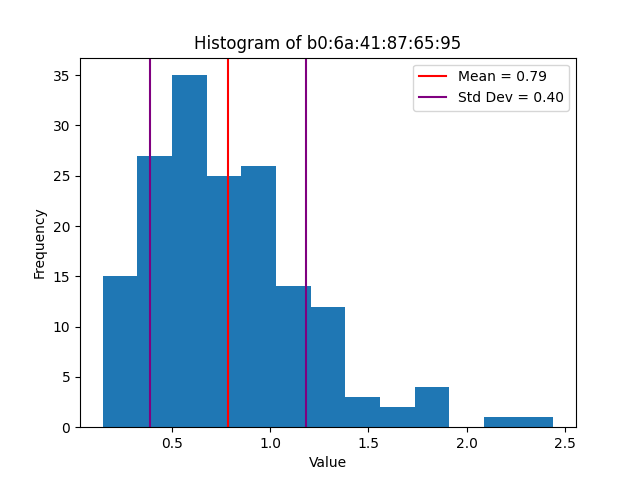 Histogram of b0:6a:41:87:65:95
Mean = 0.79
Std Dev = 0.40
Frequency
35
30
25
20
15
10
5
0
0.5 1.0 1.5 2.0 2.5
Value